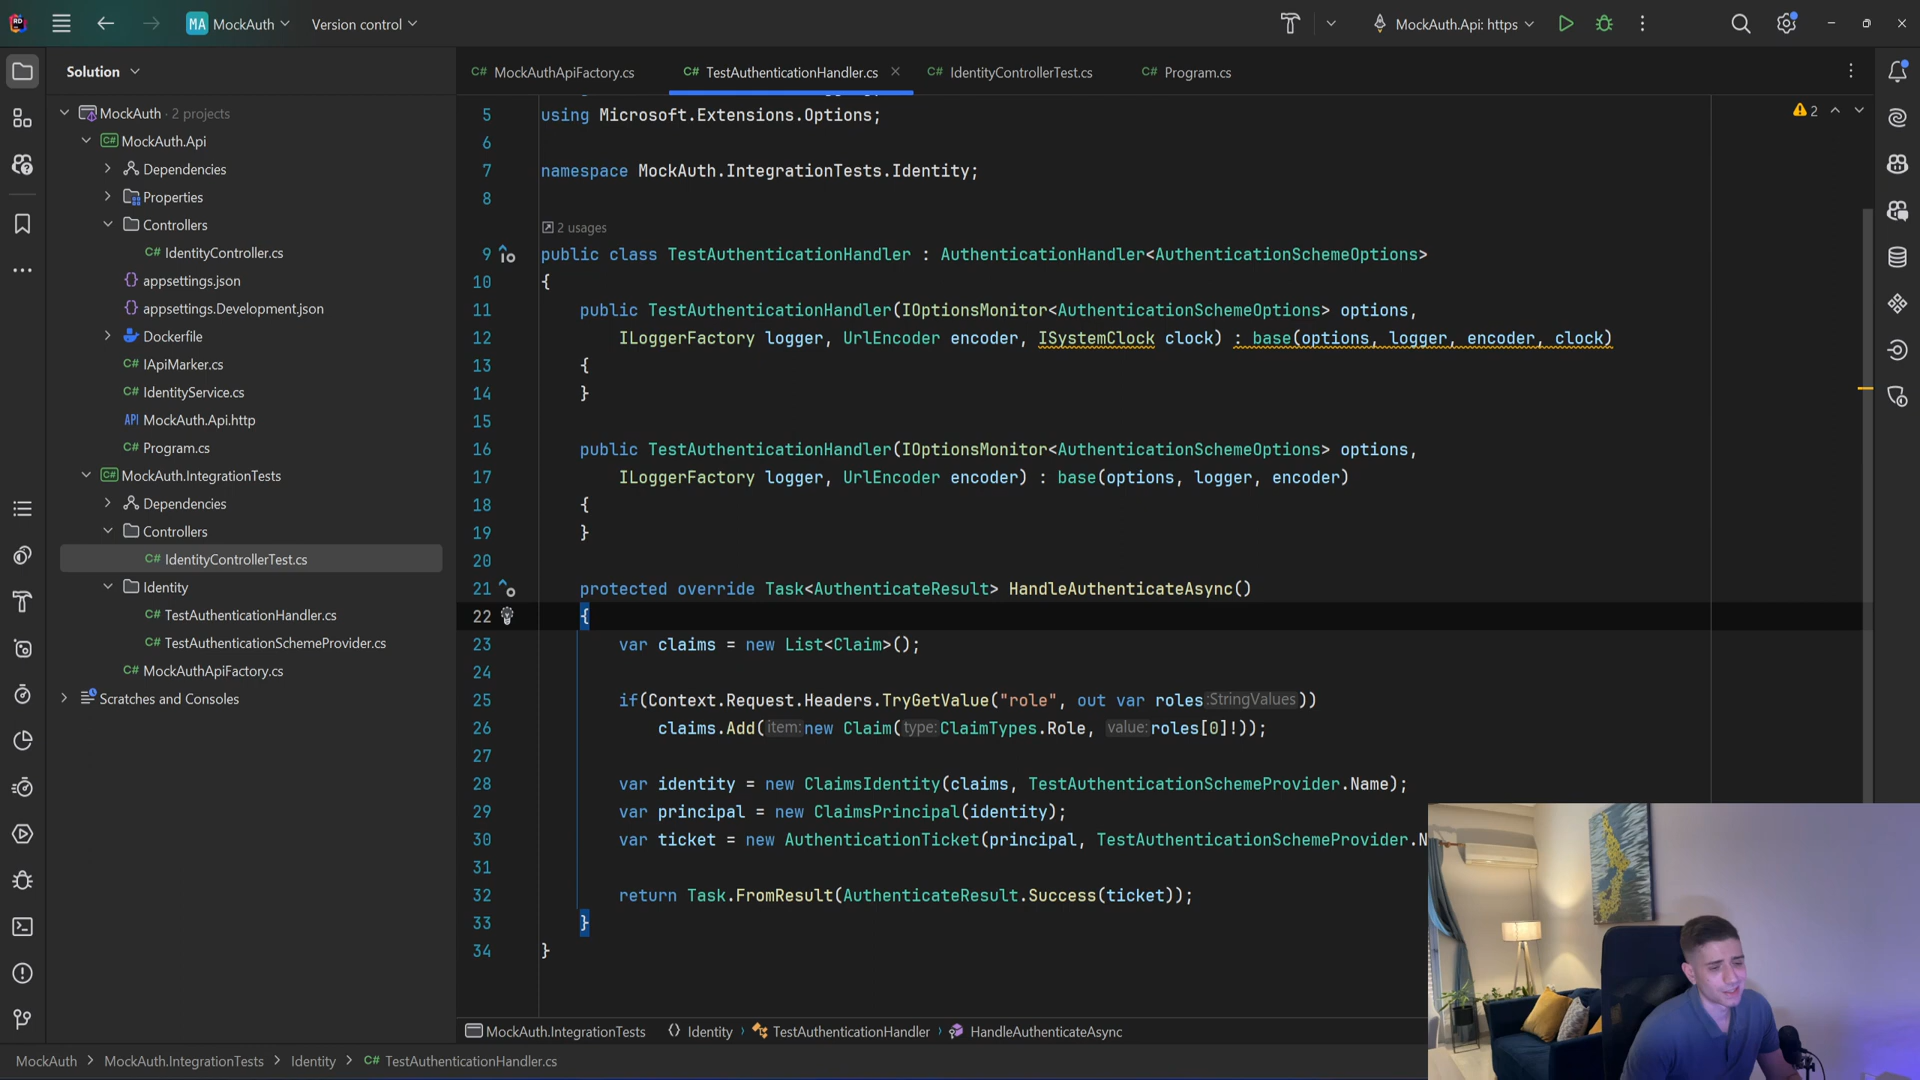 MA MockAuth
Version control
MockAuth.Api: https
Solution
MockAuth · 2 projects
C# MockAuth.Api
Dependencies
Properties
Controllers
C# IdentityController.cs
{} appsettings.json
{} appsettings.Development.json
Dockerfile
C# IApiMarker.cs
C# IdentityService.cs
API MockAuth.Api.http
C# Program.cs
C# MockAuth.IntegrationTests
Dependencies
Controllers
C# IdentityControllerTest.cs
Identity
C# TestAuthenticationHandler.cs
C# TestAuthenticationSchemeProvider.cs
C# MockAuthApiFactory.cs
Scratches and Consoles
C# MockAuthApiFactory.cs
C# TestAuthenticationHandler.cs
C# IdentityControllerTest.cs
C# Program.cs
2
5 using Microsoft.Extensions.Options;
6
7 namespace MockAuth.IntegrationTests.Identity;
8
2 usages
9 public class TestAuthenticationHandler : AuthenticationHandler<AuthenticationSchemeOptions>
10 {
11 public TestAuthenticationHandler(IOptionsMonitor<AuthenticationSchemeOptions> options,
12 ILoggerFactory logger, UrlEncoder encoder, ISystemClock clock) : base(options, logger, encoder, clock)
13 {
14 }
15
16 public TestAuthenticationHandler(IOptionsMonitor<AuthenticationSchemeOptions> options,
17 ILoggerFactory logger, UrlEncoder encoder) : base(options, logger, encoder)
18 {
19 }
20
21 protected override Task<AuthenticateResult> HandleAuthenticateAsync()
22 {
23 var claims = new List<Claim>();
24
25 if(Context.Request.Headers.TryGetValue("role", out var roles :StringValues))
26 claims.Add(item: new Claim(type: ClaimTypes.Role, value: roles[0]!));
27
28 var identity = new ClaimsIdentity(claims, TestAuthenticationSchemeProvider.Name);
29 var principal = new ClaimsPrincipal(identity);
30 var ticket = new AuthenticationTicket(principal, TestAuthenticationSchemeProvider.N
31
32 return Task.FromResult(AuthenticateResult.Success(ticket));
33 }
34 }
MockAuth.IntegrationTests
Identity
TestAuthenticationHandler
HandleAuthenticateAsync
MockAuth > MockAuth.IntegrationTests > Identity > C# TestAuthenticationHandler.cs